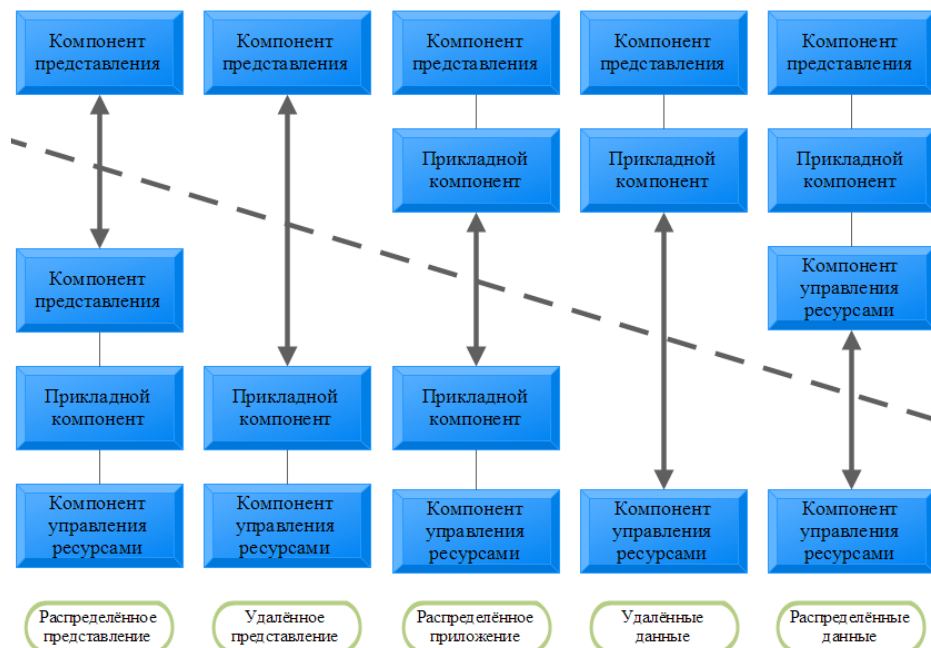 Компонент
представления
Компонент
представления
Компонент
представления
Компонент
представления
Компонент
представления
Прикладной
компонент
Прикладной
компонент
Прикладной
компонент
Компонент
представления
Компонент
управления
ресурсами
Прикладной
компонент
Прикладной
компонент
Прикладной
компонент
Компонент
управления
ресурсами
Компонент
управления
ресурсами
Компонент
управления
ресурсами
Компонент
управления
ресурсами
Компонент
управления
ресурсами
Распределённое
представление
Удалённое
представление
Распределённое
приложение
Удалённые
данные
Распределённые
данные